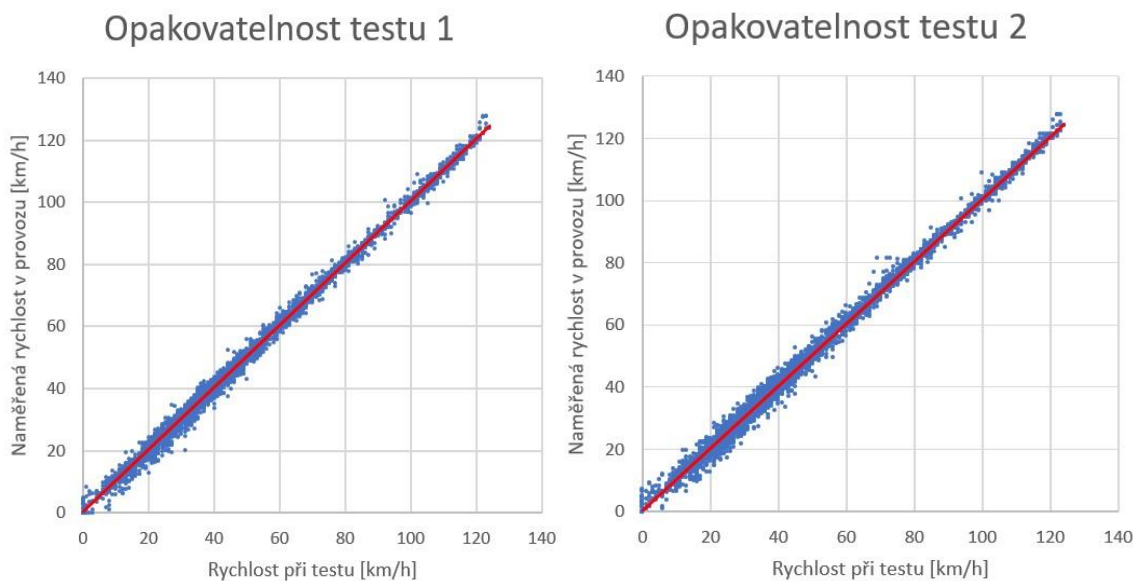 Opakovatelnost testu 1
140
120
100
80
60
40
20
0
Naměřená rychlost v provozu [km/h]
0 20 40 60 80 100 120 140
Rychlost při testu [km/h]
Opakovatelnost testu 2
140
120
100
80
60
40
20
0
Naměřená rychlost v provozu [km/h]
0 20 40 60 80 100 120 140
Rychlost při testu [km/h]